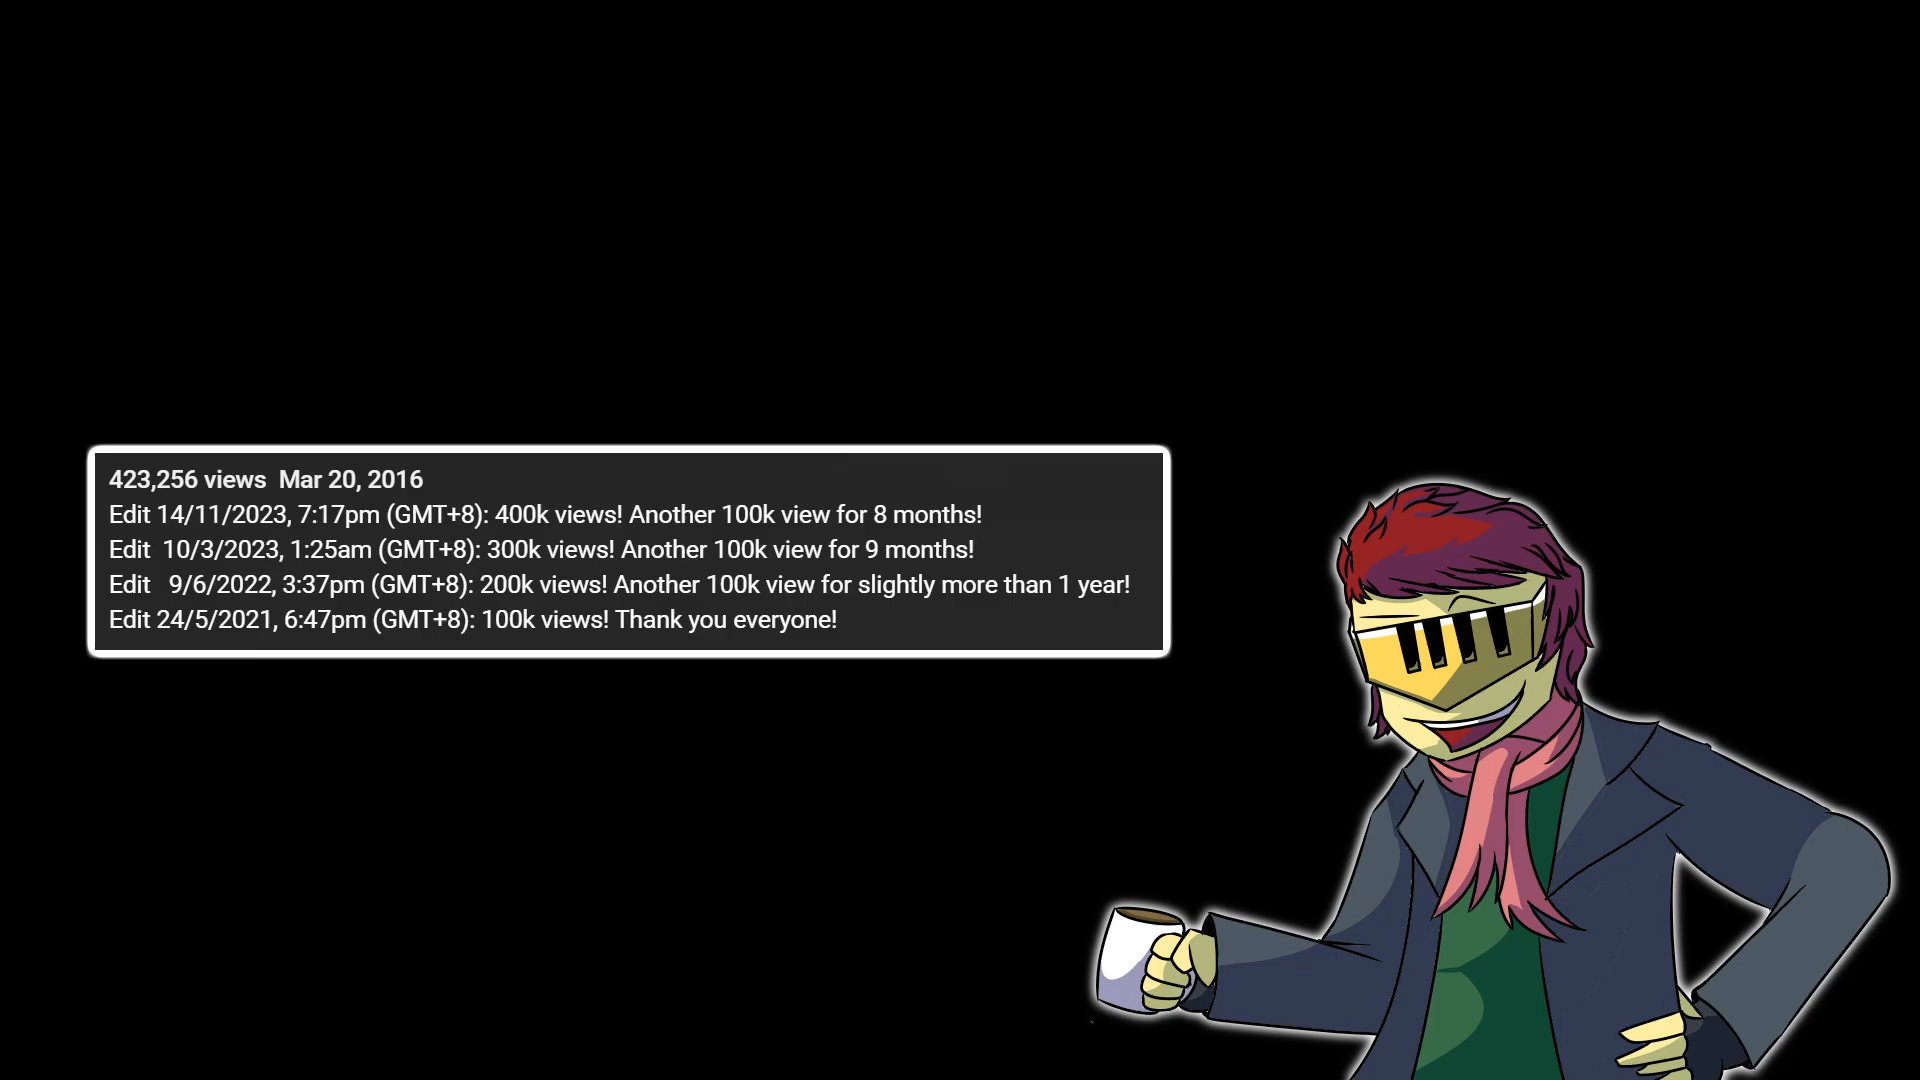 423,256 views  Mar 20, 2016
Edit 14/11/2023, 7:17pm (GMT+8): 400k views! Another 100k view for 8 months!
Edit  10/3/2023, 1:25am (GMT+8): 300k views! Another 100k view for 9 months!
Edit   9/6/2022, 3:37pm (GMT+8): 200k views! Another 100k view for slightly more than 1 year!
Edit 24/5/2021, 6:47pm (GMT+8): 100k views! Thank you everyone!